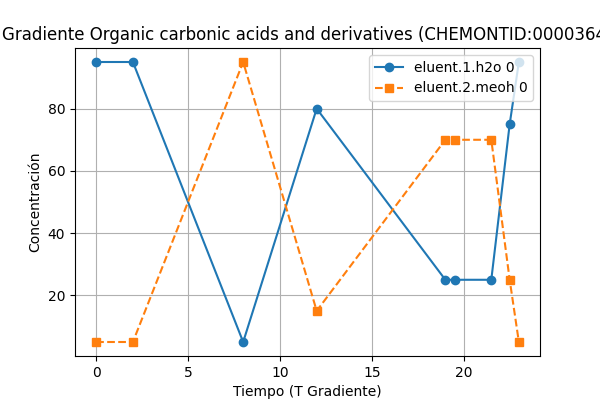 Gradiente Organic carbonic acids and derivatives (CHEMONTID:0000364
eluent.1.h2o 0
eluent.2.meoh 0
Concentración
80
60
40
20
0 5 10 15 20
Tiempo (T Gradiente)